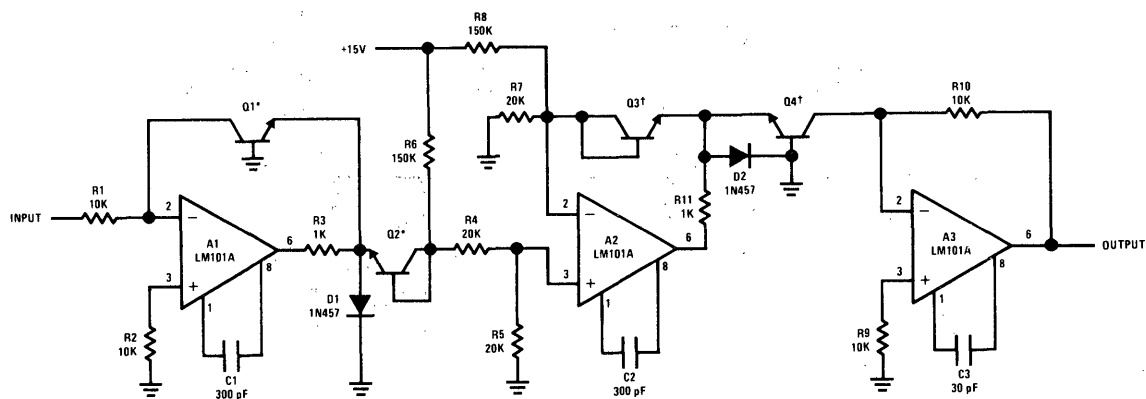 R8
150K
+15V
R7
20K
R10
10K
Q1*
Q3†
Q4†
R6
150K
D2
1N457
R1
10K
INPUT
2
A1
LM101A
6
8
3
1
R3
1K
Q2*
R4
20K
2
A2
LM101A
6
8
3
1
R11
1K
2
A3
LM101A
6
8
3
1
OUTPUT
D1
1N457
R2
10K
R5
20K
R9
10K
C1
300 pF
C2
300 pF
C3
30 pF